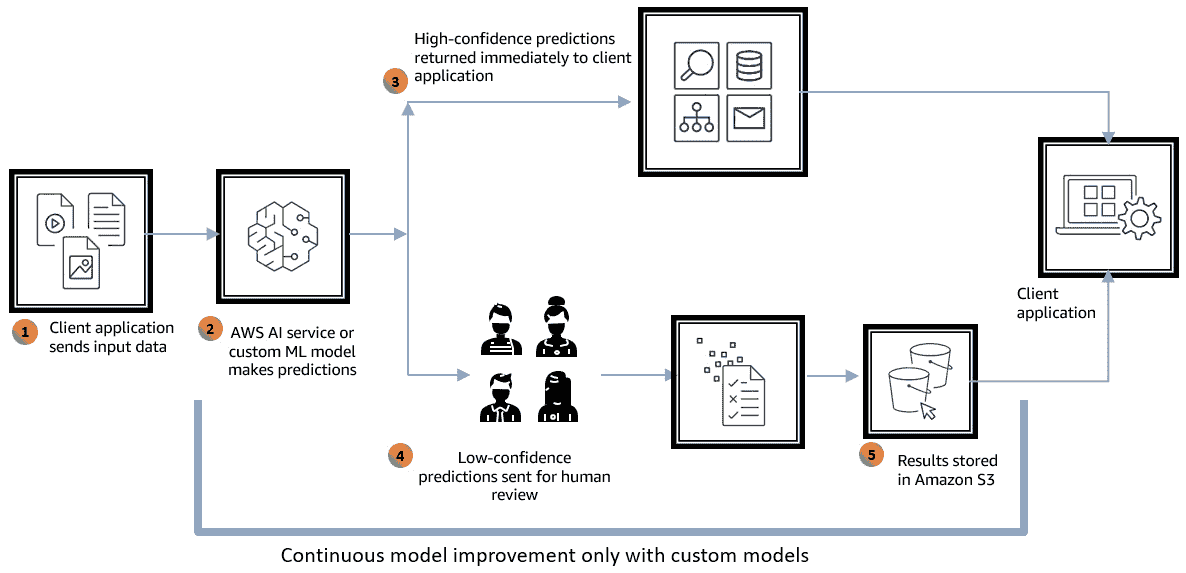 3
High-confidence predictions
returned immediately to client
application
1
Client application
sends input data
2
AWS AI service or
custom ML model
makes predictions
4
Low-confidence
predictions sent for human
review
5
Results stored
in Amazon S3
Client
application
Continuous model improvement only with custom models